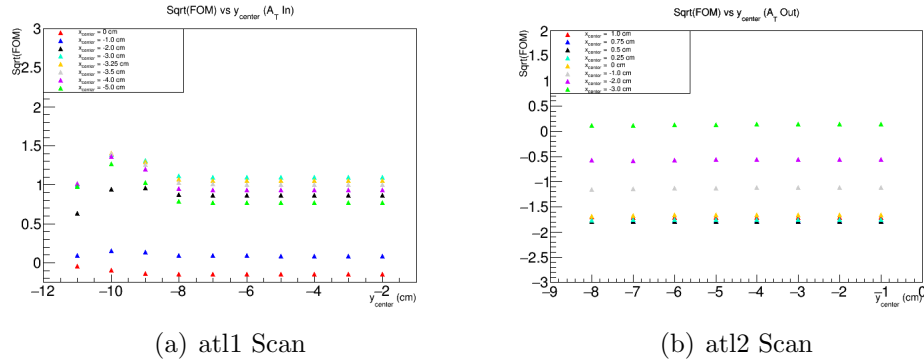 Sqrt(FOM) vs y_center (A_T In)
Sqrt(FOM)
3
2.5
2
1.5
1
0.5
0
x_center = 0 cm
x_center = -1.0 cm
x_center = -2.0 cm
x_center = -3.0 cm
x_center = -3.25 cm
x_center = -3.5 cm
x_center = -4.0 cm
x_center = -5.0 cm
−12 −10 −8 −6 −4 −2
y_center (cm)
(a) atl1 Scan
Sqrt(FOM) vs y_center (A_T Out)
Sqrt(FOM)
2
1.5
1
0.5
0
−0.5
−1
−1.5
−2
−2.5
−3
x_center = 1.0 cm
x_center = 0.75 cm
x_center = 0.5 cm
x_center = 0.25 cm
x_center = 0 cm
x_center = -1.0 cm
x_center = -2.0 cm
x_center = -3.0 cm
−9 −8 −7 −6 −5 −4 −3 −2 −1 0
y_center (cm)
(b) atl2 Scan